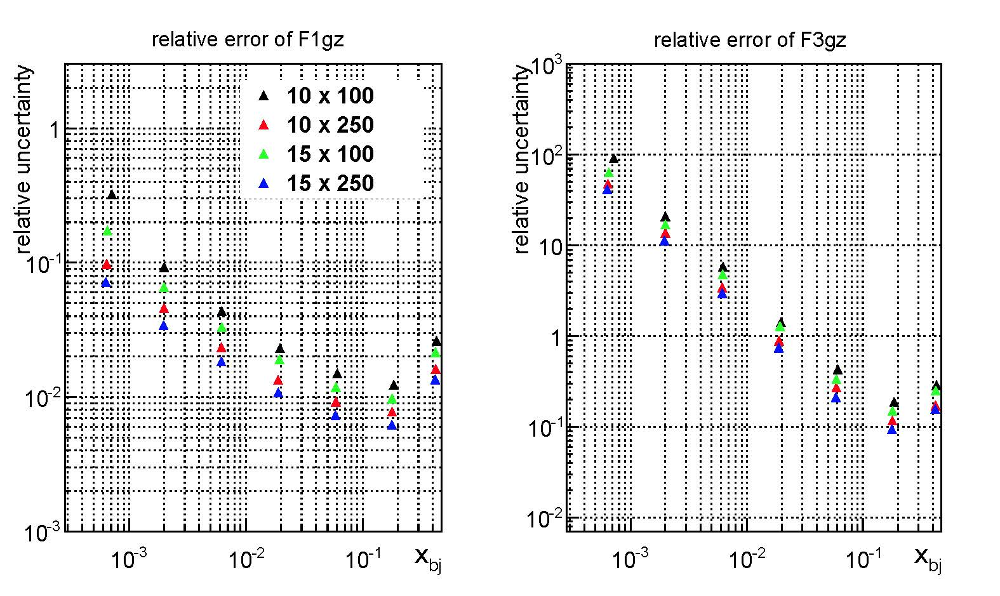 relative error of F1gz
relative uncertainty
1
10^-1
10^-2
10^-3
10^-3
10^-2
10^-1
x_bj
10 x 100
10 x 250
15 x 100
15 x 250
relative error of F3gz
relative uncertainty
10^3
10^2
10
1
10^-1
10^-2
10^-3
10^-2
10^-1
x_bj